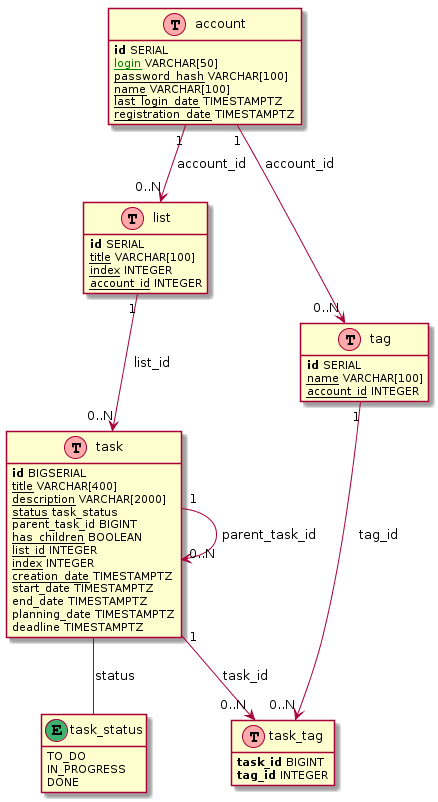 T account
id SERIAL
login VARCHAR[50]
password_hash VARCHAR[100]
name VARCHAR[100]
last_login_date TIMESTAMPTZ
registration_date TIMESTAMPTZ
1
1
account_id
account_id
0..N
T list
id SERIAL
title VARCHAR[100]
index INTEGER
account_id INTEGER
0..N
T tag
id SERIAL
name VARCHAR[100]
account_id INTEGER
1
list_id
0..N
1
T task
id BIGSERIAL
title VARCHAR[400]
description VARCHAR[2000]
status task_status
parent_task_id BIGINT
has_children BOOLEAN
list_id INTEGER
index INTEGER
creation_date TIMESTAMPTZ
start_date TIMESTAMPTZ
end_date TIMESTAMPTZ
planning_date TIMESTAMPTZ
deadline TIMESTAMPTZ
1
parent_task_id
0..N
tag_id
1
status
task_id
0..N
0..N
E task_status
TO_DO
IN_PROGRESS
DONE
T task_tag
task_id BIGINT
tag_id INTEGER